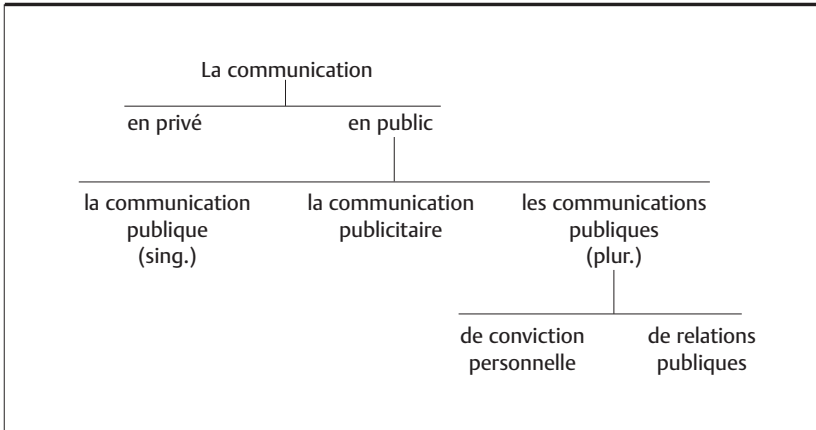 La communication
en privé
en public
la communication
publique
(sing.)
la communication
publicitaire
les communications
publiques
(plur.)
de conviction
personnelle
de relations
publiques